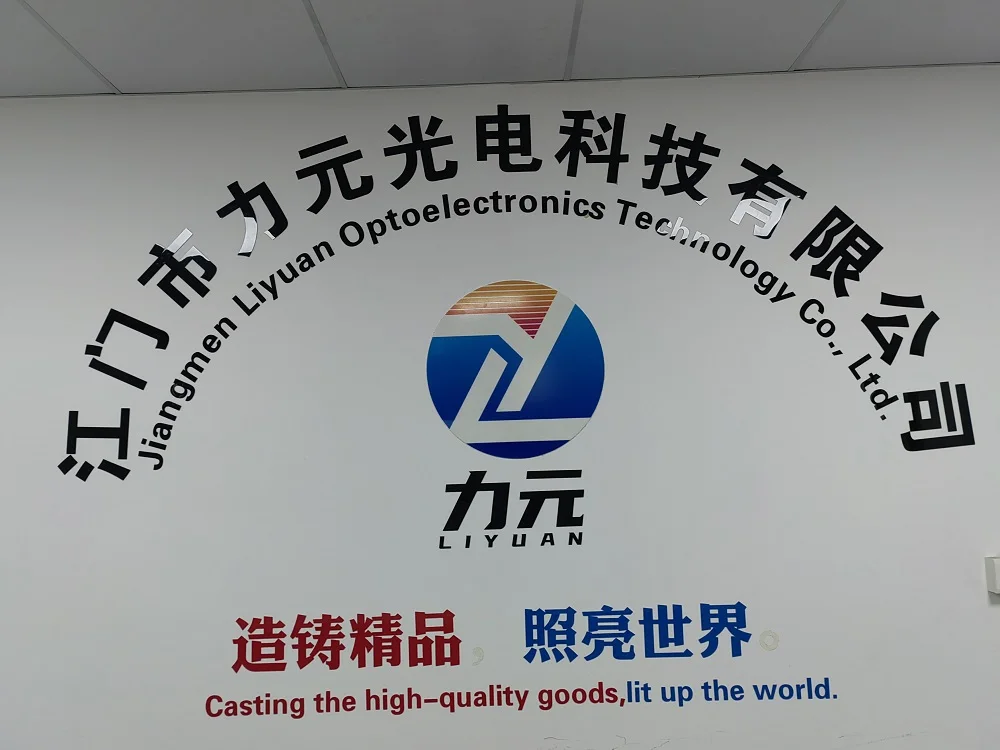 江门市力元光电科技有限公司
Jiangmen Liyuan Optoelectronics Technology Co., Ltd.
力元
LIYUAN
造铸精品，照亮世界。
Casting the high-quality goods,lit up the world.